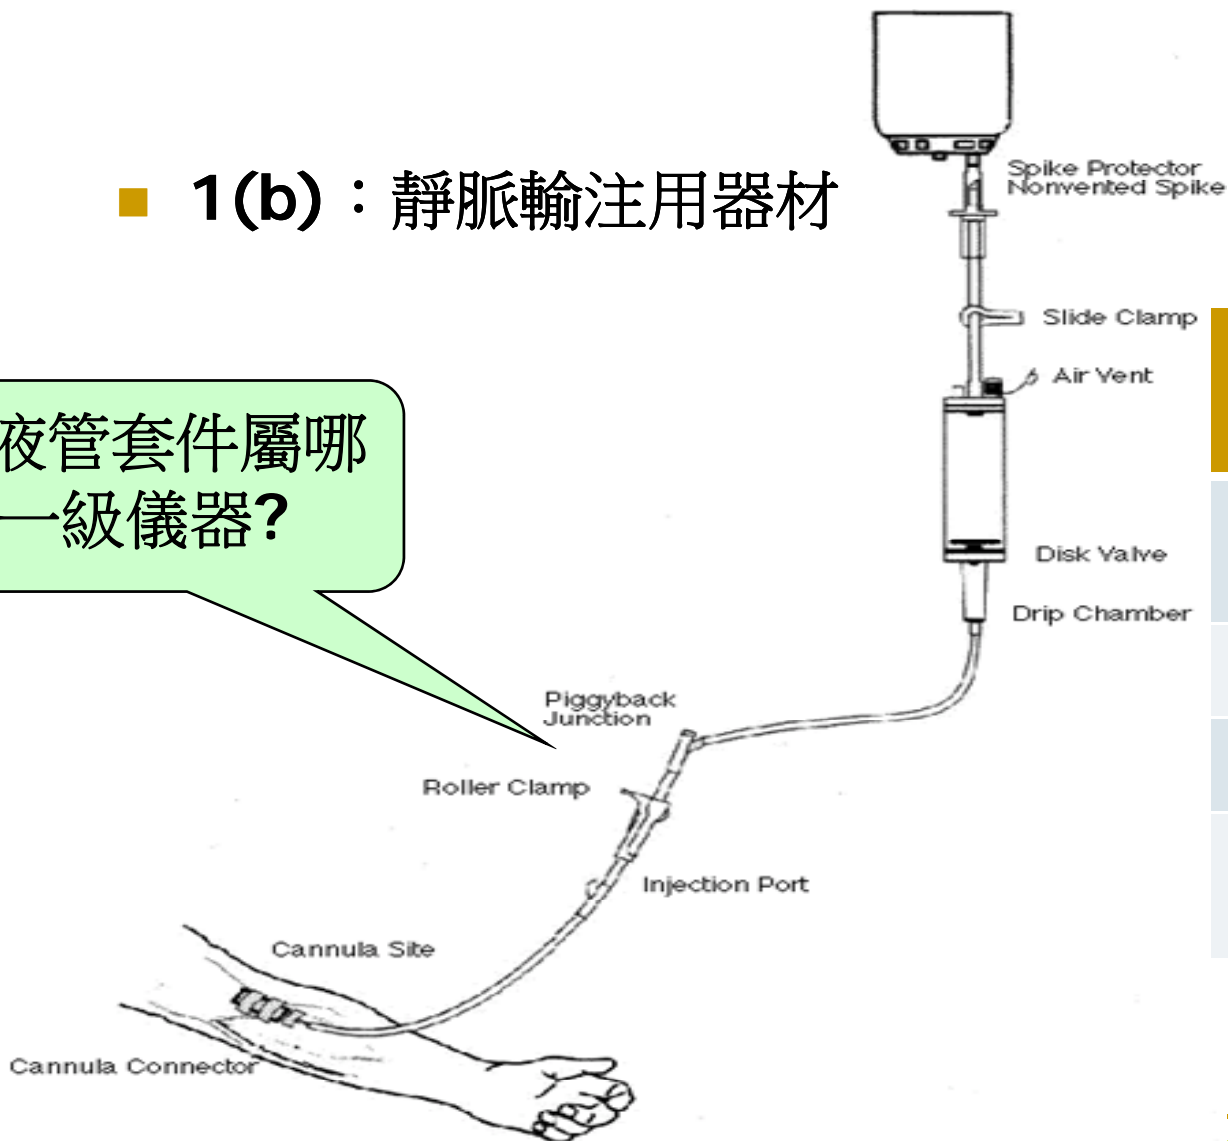 1(b)：靜脈輸注用器材
Spike Protector
Nonvented Spike
Slide Clamp
Air Vent
液管套件屬哪
一級儀器?
Disk Valve
Drip Chamber
Piggyback
Junction
Roller Clamp
Injection Port
Cannula Site
Cannula Connector